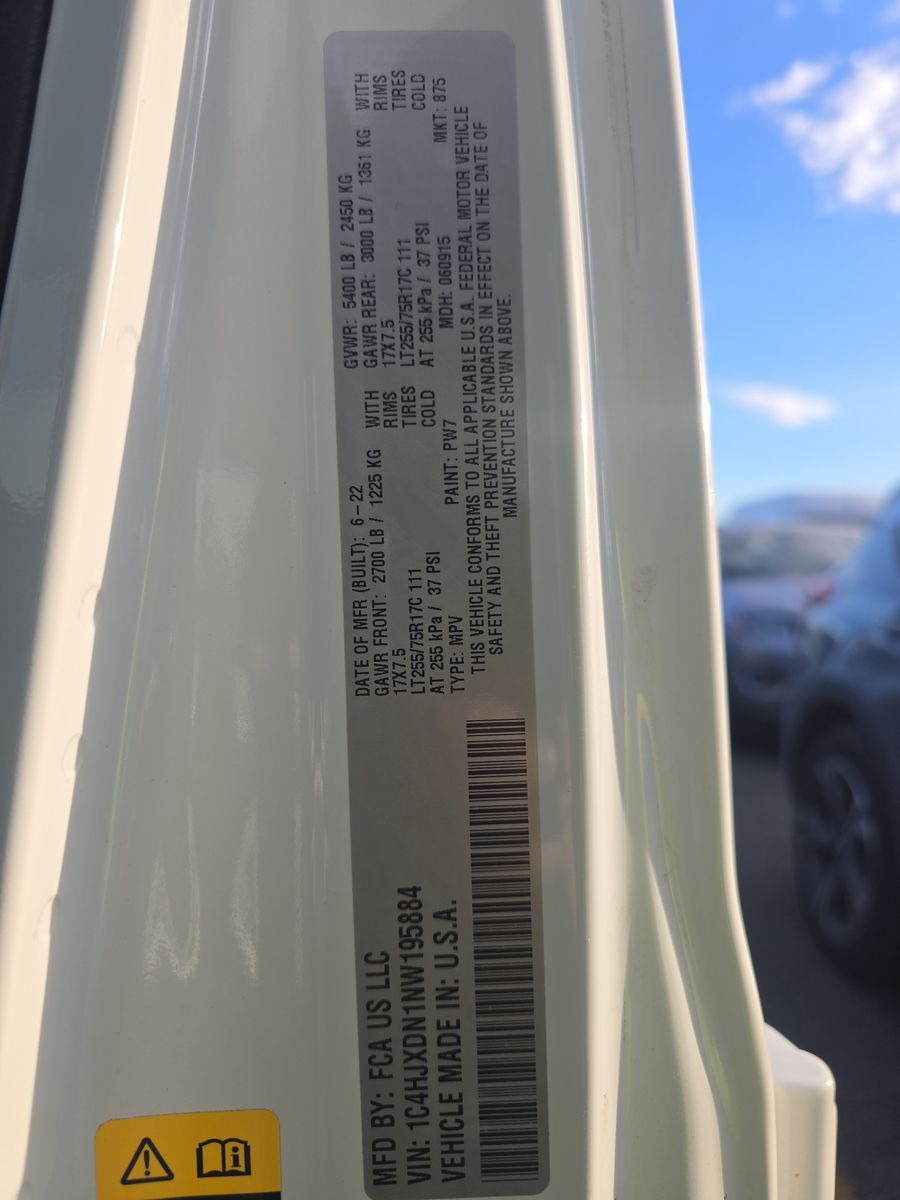 MFD BY: FCA US LLC
VIN: 1C4HJXDN1NW195884
VEHICLE MADE IN: U.S.A.
DATE OF MFR (BUILT): 6-22 GVWR: 5400 LB / 2450 KG
GAWR FRONT: 2700 LB / 1225 KG WITH GAWR REAR: 3000 LB / 1361 KG WITH
17X7.5 RIMS 17X7.5 RIMS
LT255/75R17C 111 TIRES LT255/75R17C 111 TIRES
AT 255 kPa / 37 PSI COLD AT 255 kPa / 37 PSI COLD
TYPE: MPV PAINT: PW7 MDH: 060915 MKT: 875
THIS VEHICLE CONFORMS TO ALL APPLICABLE U.S.A. FEDERAL MOTOR VEHICLE
SAFETY AND THEFT PREVENTION STANDARDS IN EFFECT ON THE DATE OF
MANUFACTURE SHOWN ABOVE.